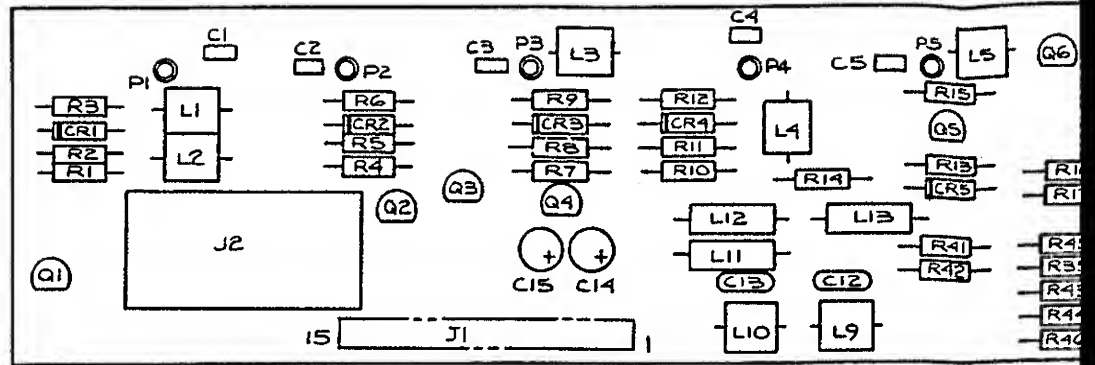 C1 C4
C2 C3 P3 L3 C5 P5 L5 Q6
P1 P2 P4
R3 L1 R6 R9 R12 R15
CR1 CR2 CR3 CR4 L4 Q5
R2 L2 R5 R8 R11
R1 R4 R7 R10 R14 R13
CR5
Q2 Q3 Q4
J2 L12 L13
L11 R41
Q1 C15 + C14 + C13 C12 R42
R44
15 J1 1 L10 L9